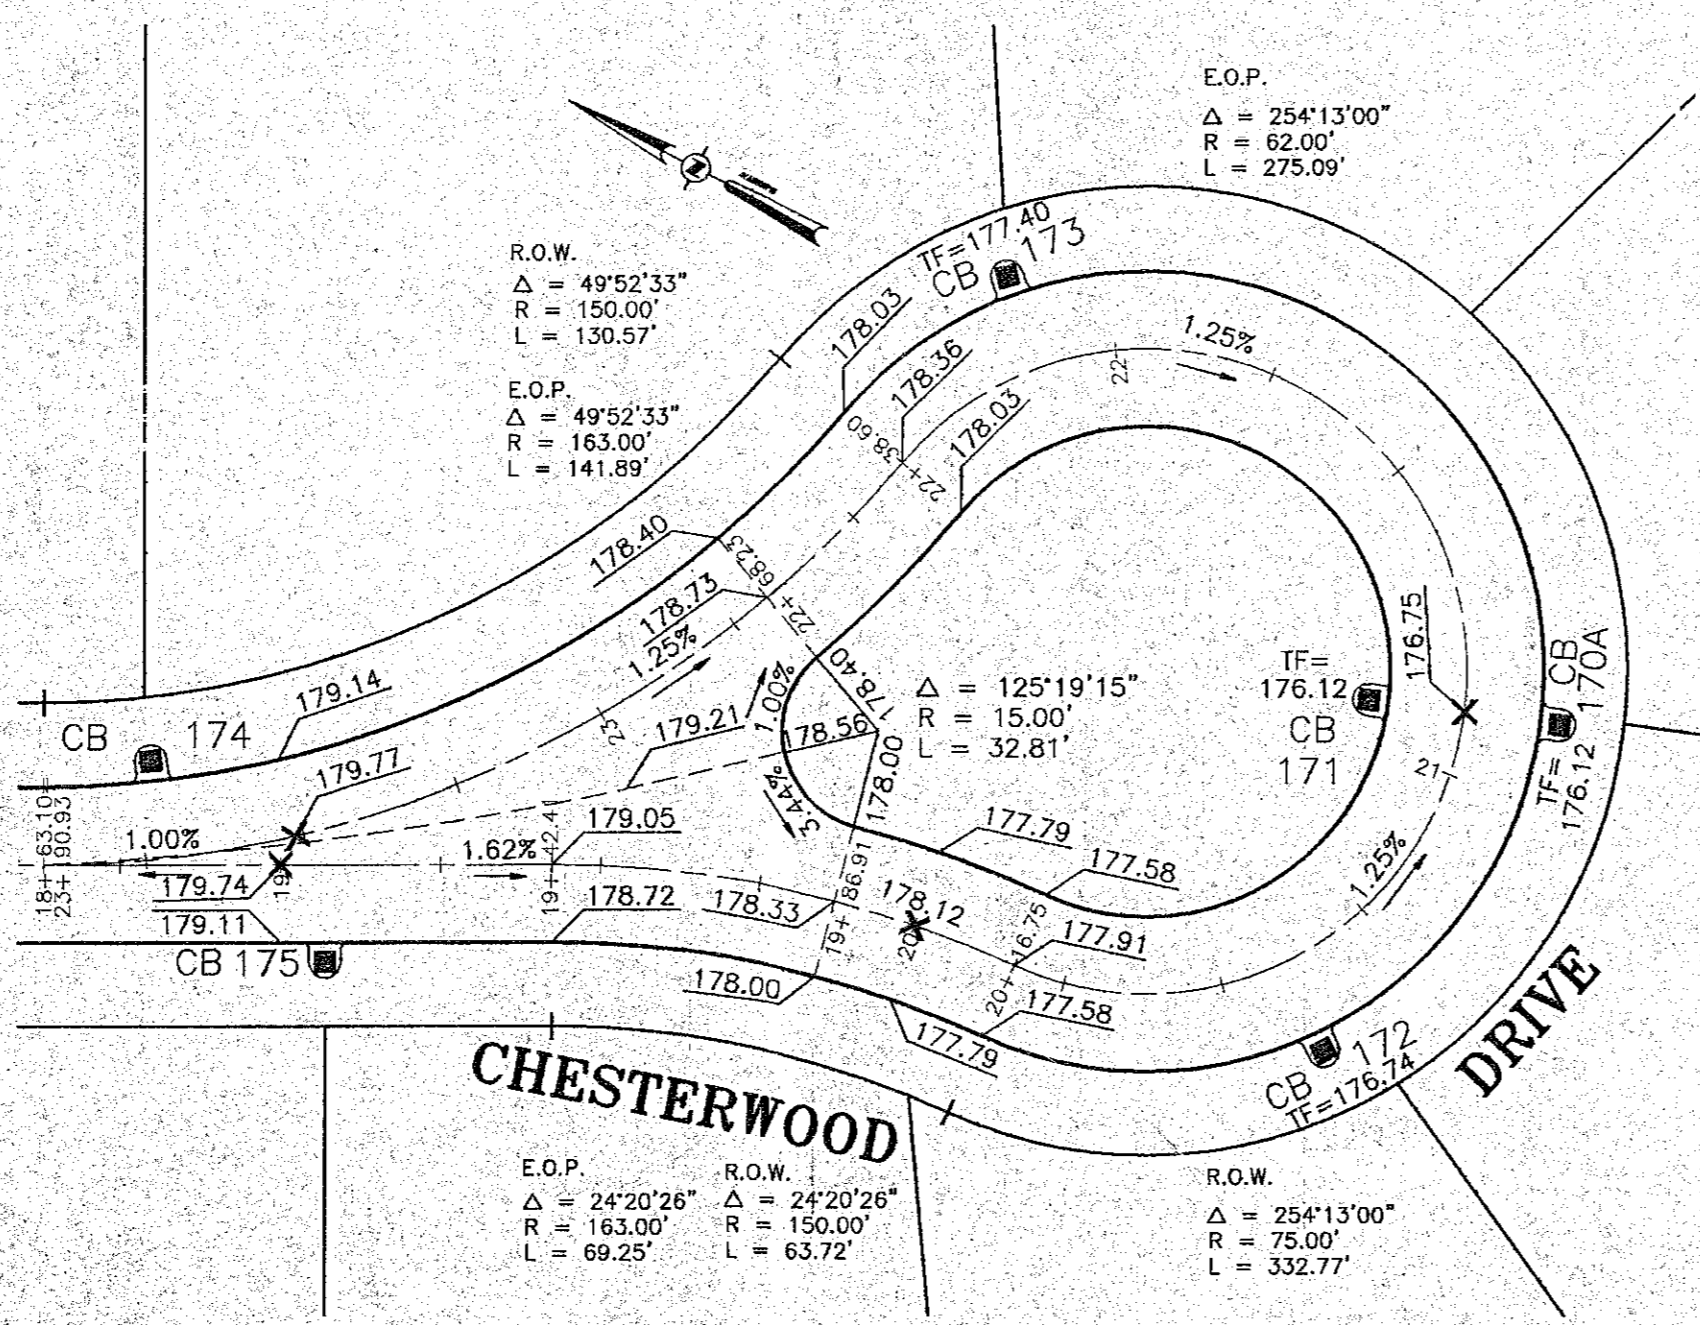 E.O.P.
Δ = 254°13'00"
R = 62.00'
L = 275.09'
R.O.W.
Δ = 49°52'33"
R = 150.00'
L = 130.57'
E.O.P.
Δ = 49°52'33"
R = 163.00'
L = 141.89'
TF=177.40
CB 173
178.03
178.36
178.03
22
1.25%
22+38.60
178.40
178.73
22+68.23
1.25%
23
179.14
CB 174
179.77
179.21
1.00%
178.40
178.56
178.00
3.44%
Δ = 125°19'15"
R = 15.00'
L = 32.81'
TF=
176.12
CB
171
176.75
CB
170A
TF=
176.12
21
1.25%
18+63.10=
23+90.93
1.00%
179.74
19
179.11
CB 175
1.62%
19+42.41
179.05
178.72
178.33
19+86.91
178.00
178.12
20
177.79
177.58
20+16.75
177.91
177.58
177.79
CB 172
TF=176.74
CHESTERWOOD
DRIVE
E.O.P.
Δ = 24°20'26"
R = 163.00'
L = 69.25'
R.O.W.
Δ = 24°20'26"
R = 150.00'
L = 63.72'
R.O.W.
Δ = 254°13'00"
R = 75.00'
L = 332.77'